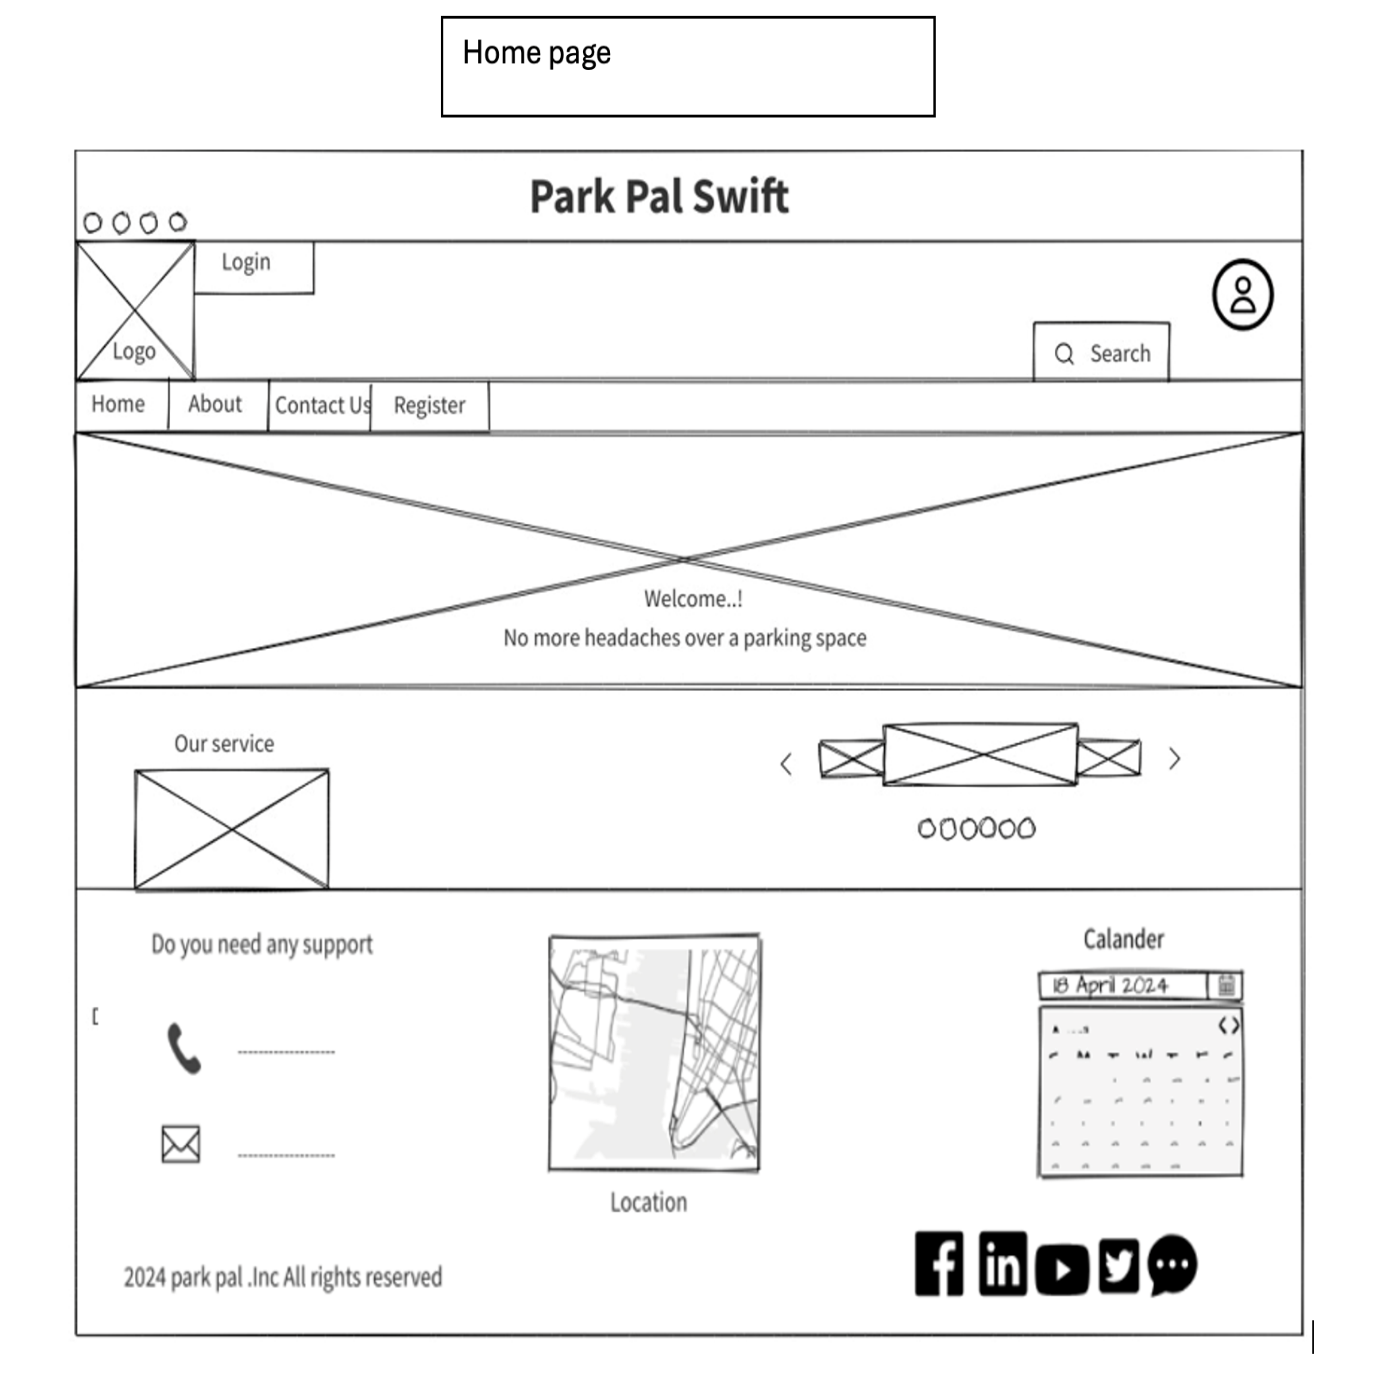 Home page
Park Pal Swift
Login
Logo
Search
Home About Contact Us Register
Welcome..!
No more headaches over a parking space
Our service
Do you need any support
Calander
18 April 2024
Location
2024 park pal .Inc All rights reserved